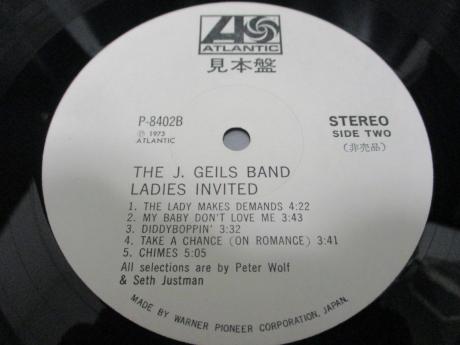 ATLANTIC
見本盤
P-8402B
Ⓟ 1973
ATLANTIC
STEREO
SIDE TWO
(非売品)
THE J. GEILS BAND
LADIES INVITED
1. THE LADY MAKES DEMANDS 4:22
2. MY BABY DON'T LOVE ME 3:43
3. DIDDYBOPPIN' 3:32
4. TAKE A CHANCE (ON ROMANCE) 3:41
5. CHIMES 5:05
All selections are by Peter Wolf
& Seth Justman
MADE BY WARNER PIONEER CORPORATION, JAPAN.